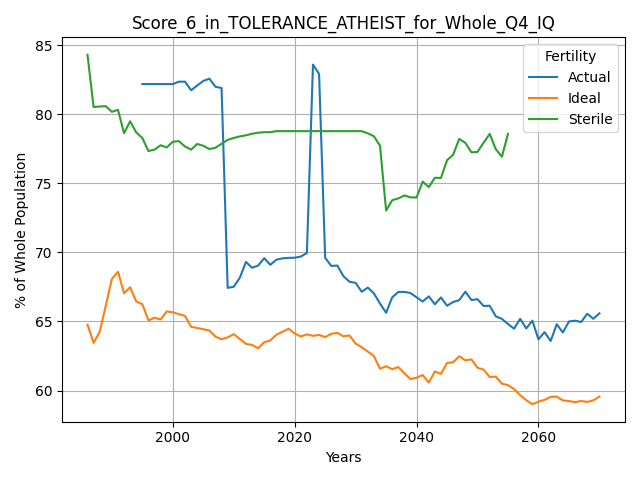 Score_6_in_TOLERANCE_ATHEIST_for_Whole_Q4_IQ
Fertility
Actual
Ideal
Sterile
85
80
75
70
65
60
% of Whole Population
2000 2020 2040 2060
Years